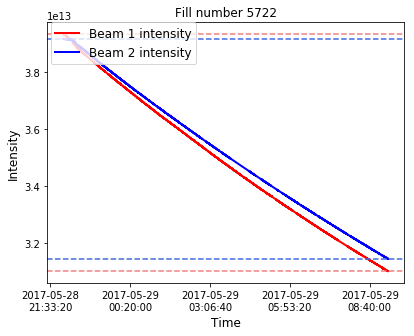 Fill number 5722
1e13
Beam 1 intensity
Beam 2 intensity
3.8
3.6
3.4
3.2
Intensity
2017-05-28
21:33:20
2017-05-29
00:20:00
2017-05-29
03:06:40
2017-05-29
05:53:20
2017-05-29
08:40:00
Time